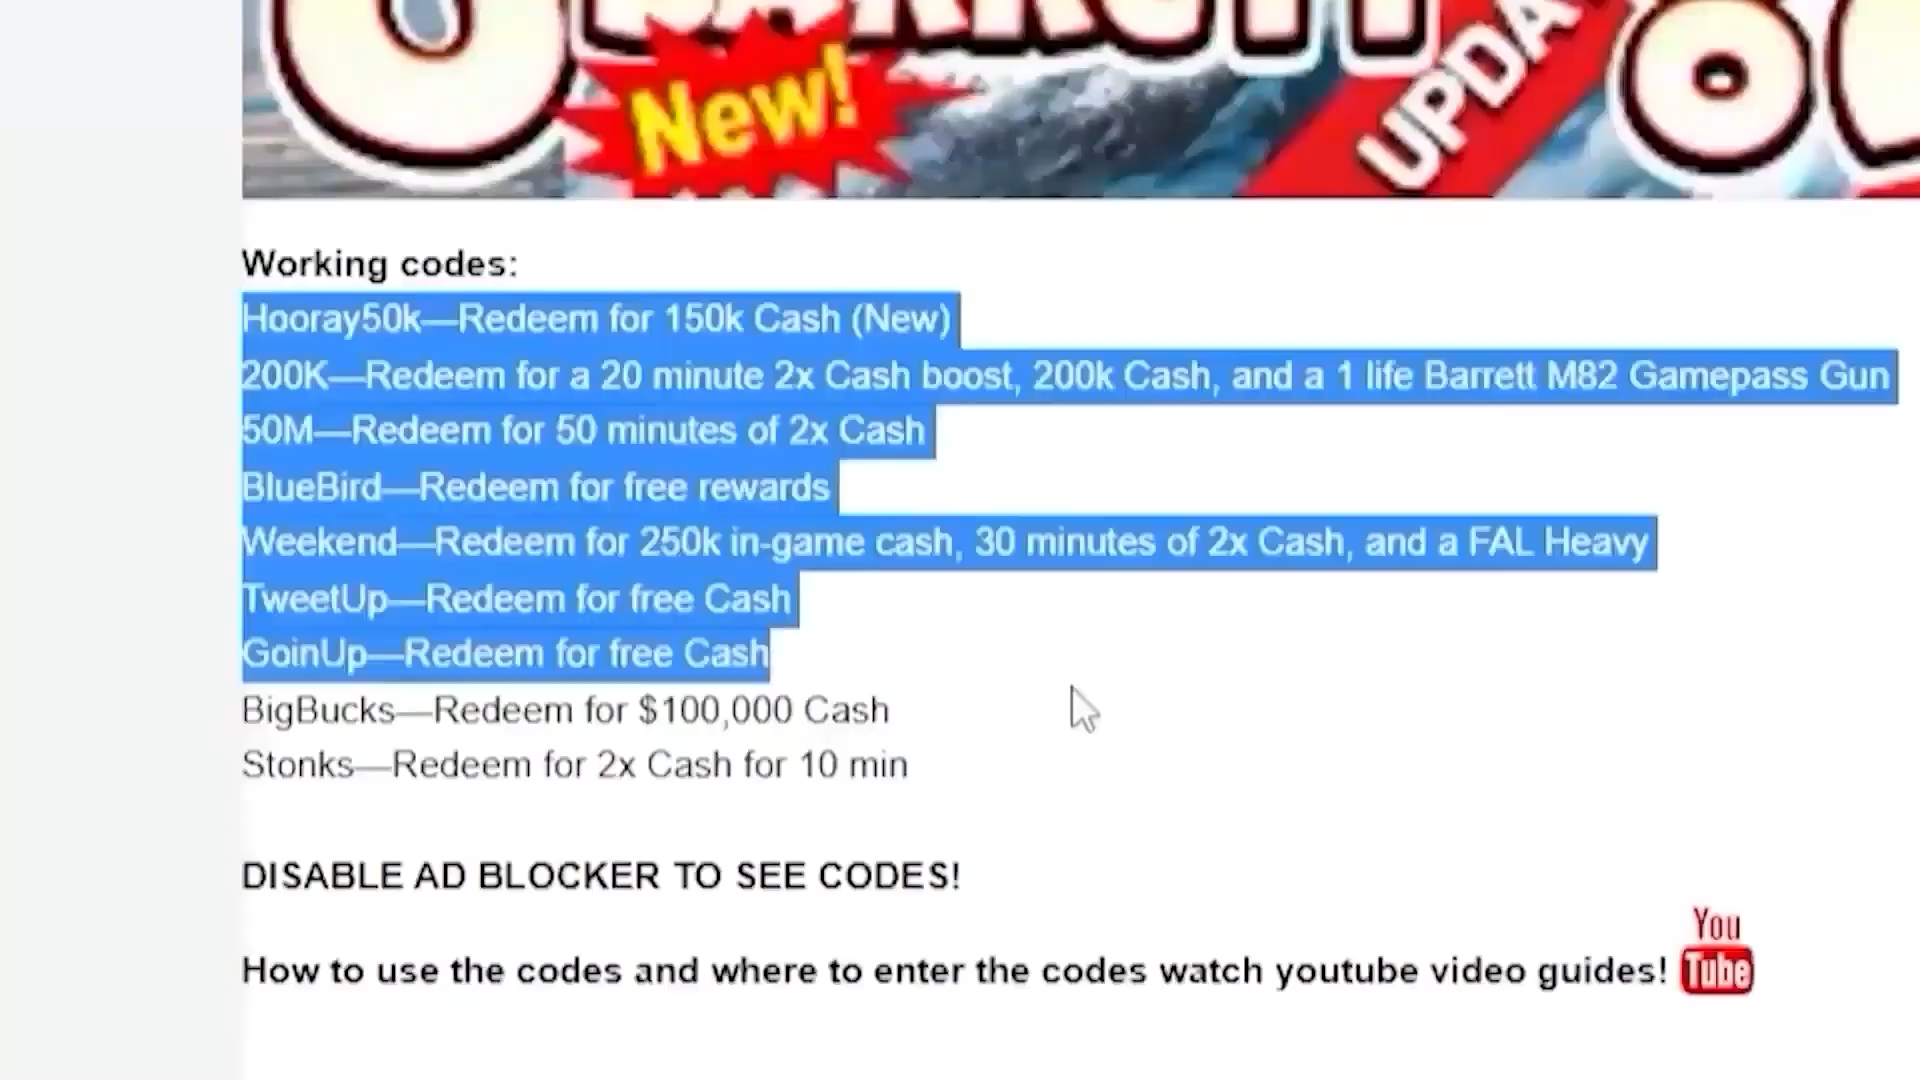 New!
UPDA
Working codes:
Hooray50k—Redeem for 150k Cash (New)
200K—Redeem for a 20 minute 2x Cash boost, 200k Cash, and a 1 life Barrett M82 Gamepass Gun
50M—Redeem for 50 minutes of 2x Cash
BlueBird—Redeem for free rewards
Weekend—Redeem for 250k in-game cash, 30 minutes of 2x Cash, and a FAL Heavy
TweetUp—Redeem for free Cash
GoinUp—Redeem for free Cash
BigBucks—Redeem for $100,000 Cash
Stonks—Redeem for 2x Cash for 10 min
DISABLE AD BLOCKER TO SEE CODES!
How to use the codes and where to enter the codes watch youtube video guides! You Tube